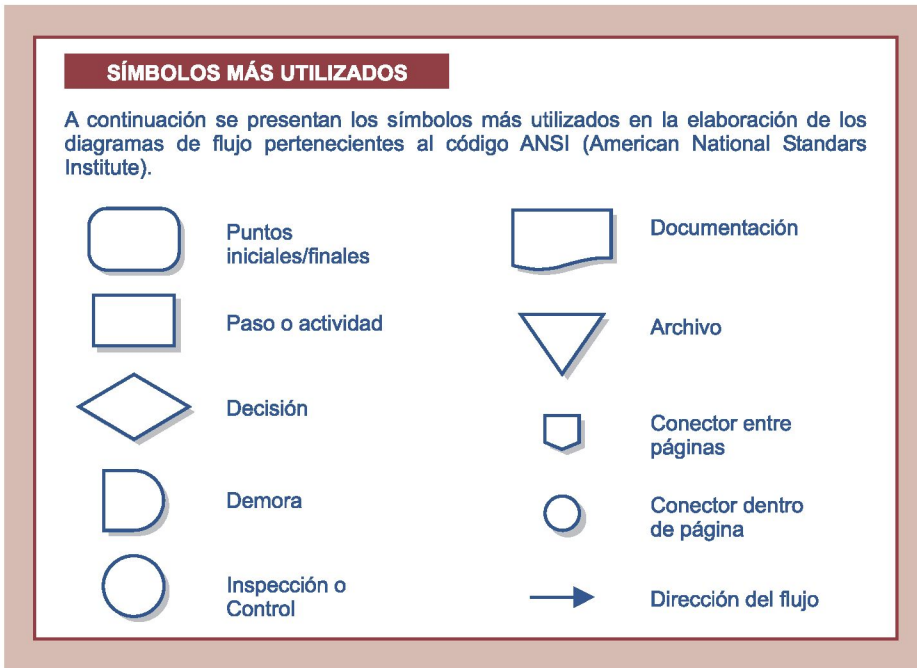 SÍMBOLOS MÁS UTILIZADOS
A continuación se presentan los símbolos más utilizados en la elaboración de los
diagramas de flujo pertenecientes al código ANSI (American National Standars
Institute).
Puntos
iniciales/finales
Paso o actividad
Decisión
Demora
Inspección o
Control
Documentación
Archivo
Conector entre
páginas
Conector dentro
de página
Dirección del flujo